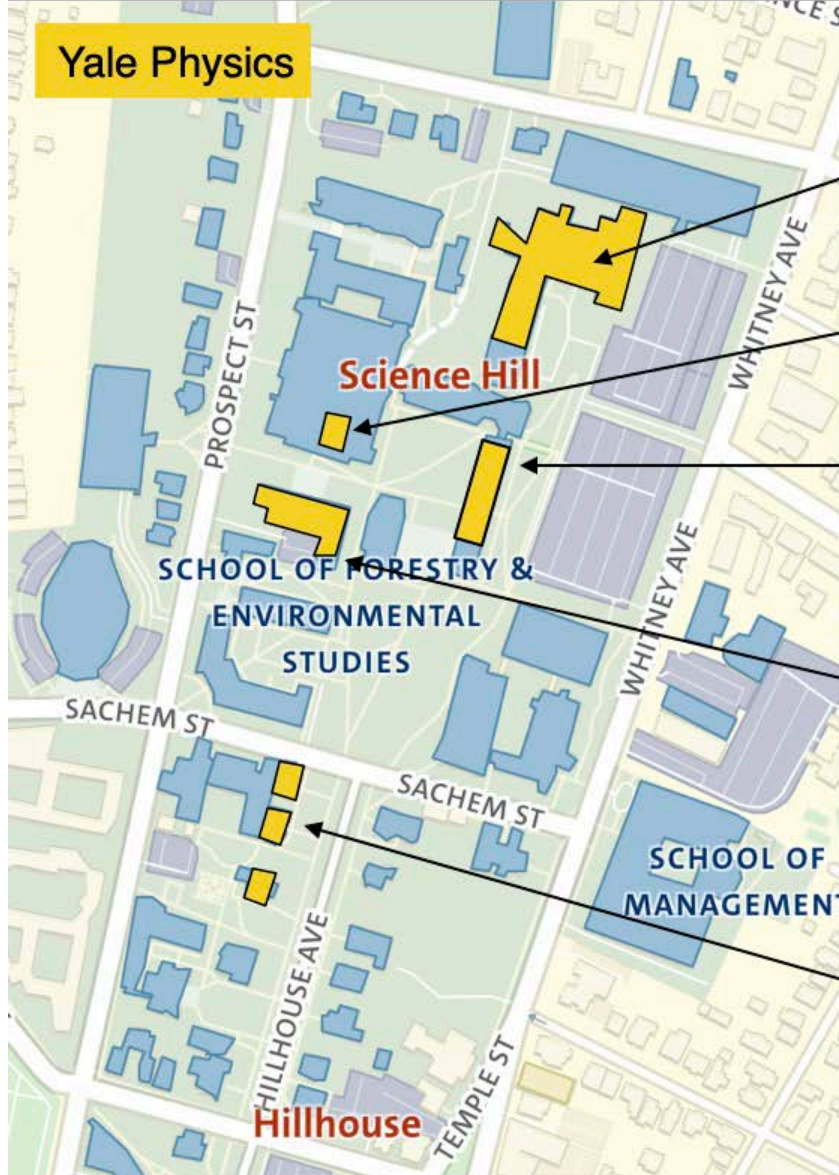 Yale Physics
WHITNEY AVE
PROSPECT ST
Science Hill
WHITNEY AVE
SCHOOL OF FORESTRY &
ENVIRONMENTAL
STUDIES
SACHEM ST
SACHEM ST
SCHOOL OF
MANAGEMENT
HILLHOUSE AVE
TEMPLE ST
Hillhouse